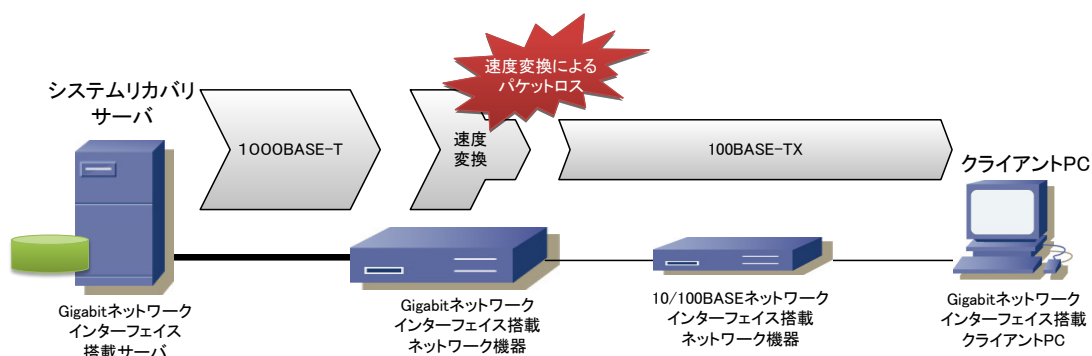 速度変換による
パケットロス
システムリカバリ
サーバ
1000BASE-T
速度
変換
100BASE-TX
クライアントPC
Gigabitネットワーク
インターフェイス
搭載サーバ
Gigabitネットワーク
インターフェイス搭載
ネットワーク機器
10/100BASEネットワーク
インターフェイス搭載
ネットワーク機器
Gigabitネットワーク
インターフェイス搭載
クライアントPC